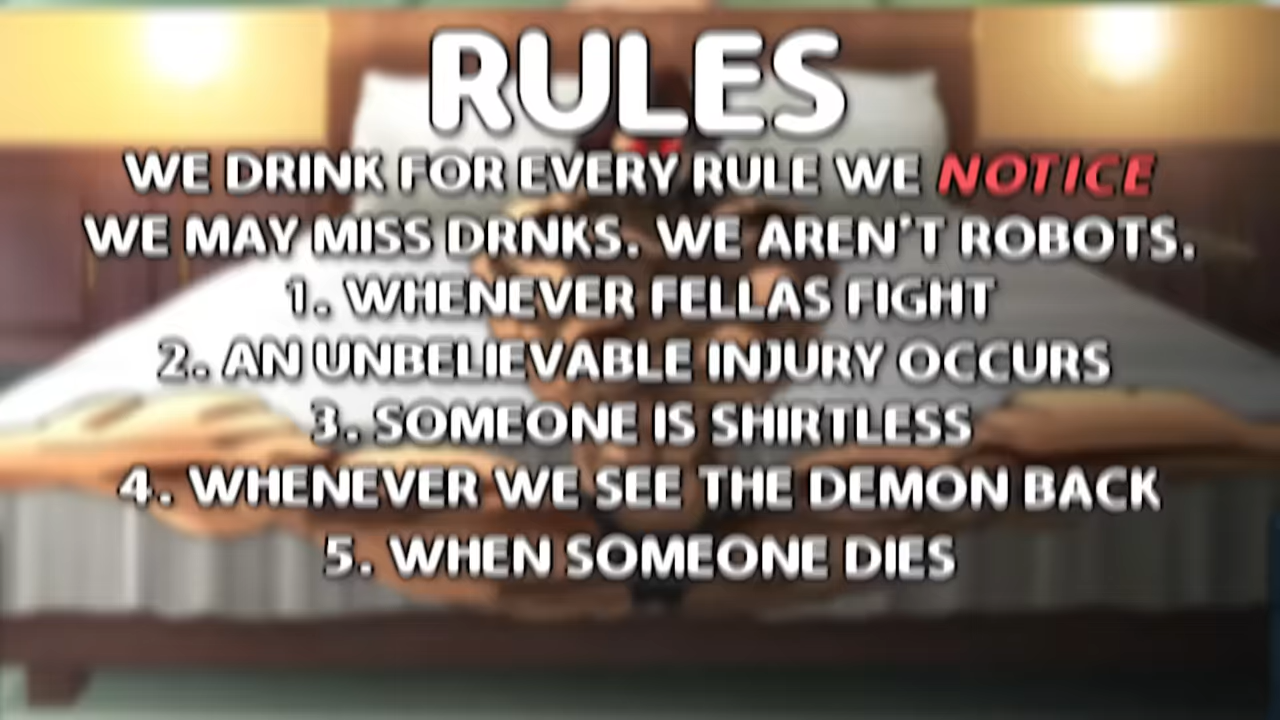 RULES
WE DRINK FOR EVERY RULE WE NOTICE
WE MAY MISS DRNKS. WE AREN'T ROBOTS.
1. WHENEVER FELLAS FIGHT
2. AN UNBELIEVABLE INJURY OCCURS
3. SOMEONE IS SHIRTLESS
4. WHENEVER WE SEE THE DEMON BACK
5. WHEN SOMEONE DIES